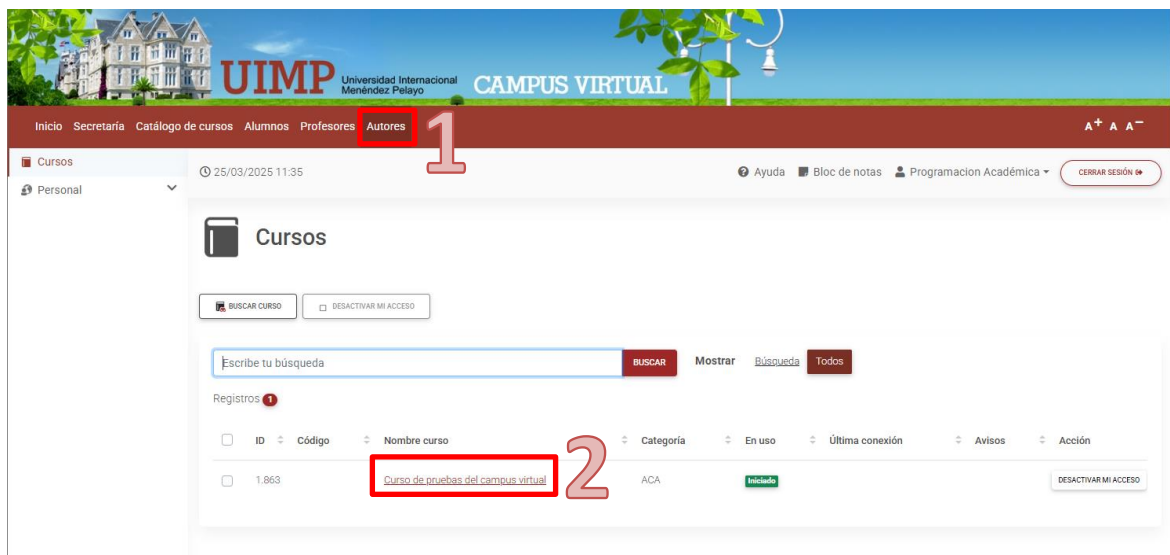 UIMP Universidad Internacional Menéndez Pelayo CAMPUS VIRTUAL
Inicio Secretaría Catálogo de cursos Alumnos Profesores Autores 1 A+ A A−
Cursos
25/03/2025 11:35 Ayuda Bloc de notas Programacion Académica CERRAR SESIÓN
Personal
Cursos
BUSCAR CURSO DESACTIVAR MI ACCESO
Escribe tu búsqueda BUSCAR Mostrar Búsqueda Todos
Registros 1
ID Código Nombre curso Categoría En uso Última conexión Avisos Acción
1.863 Curso de pruebas del campus virtual 2 ACA Iniciado DESACTIVAR MI ACCESO